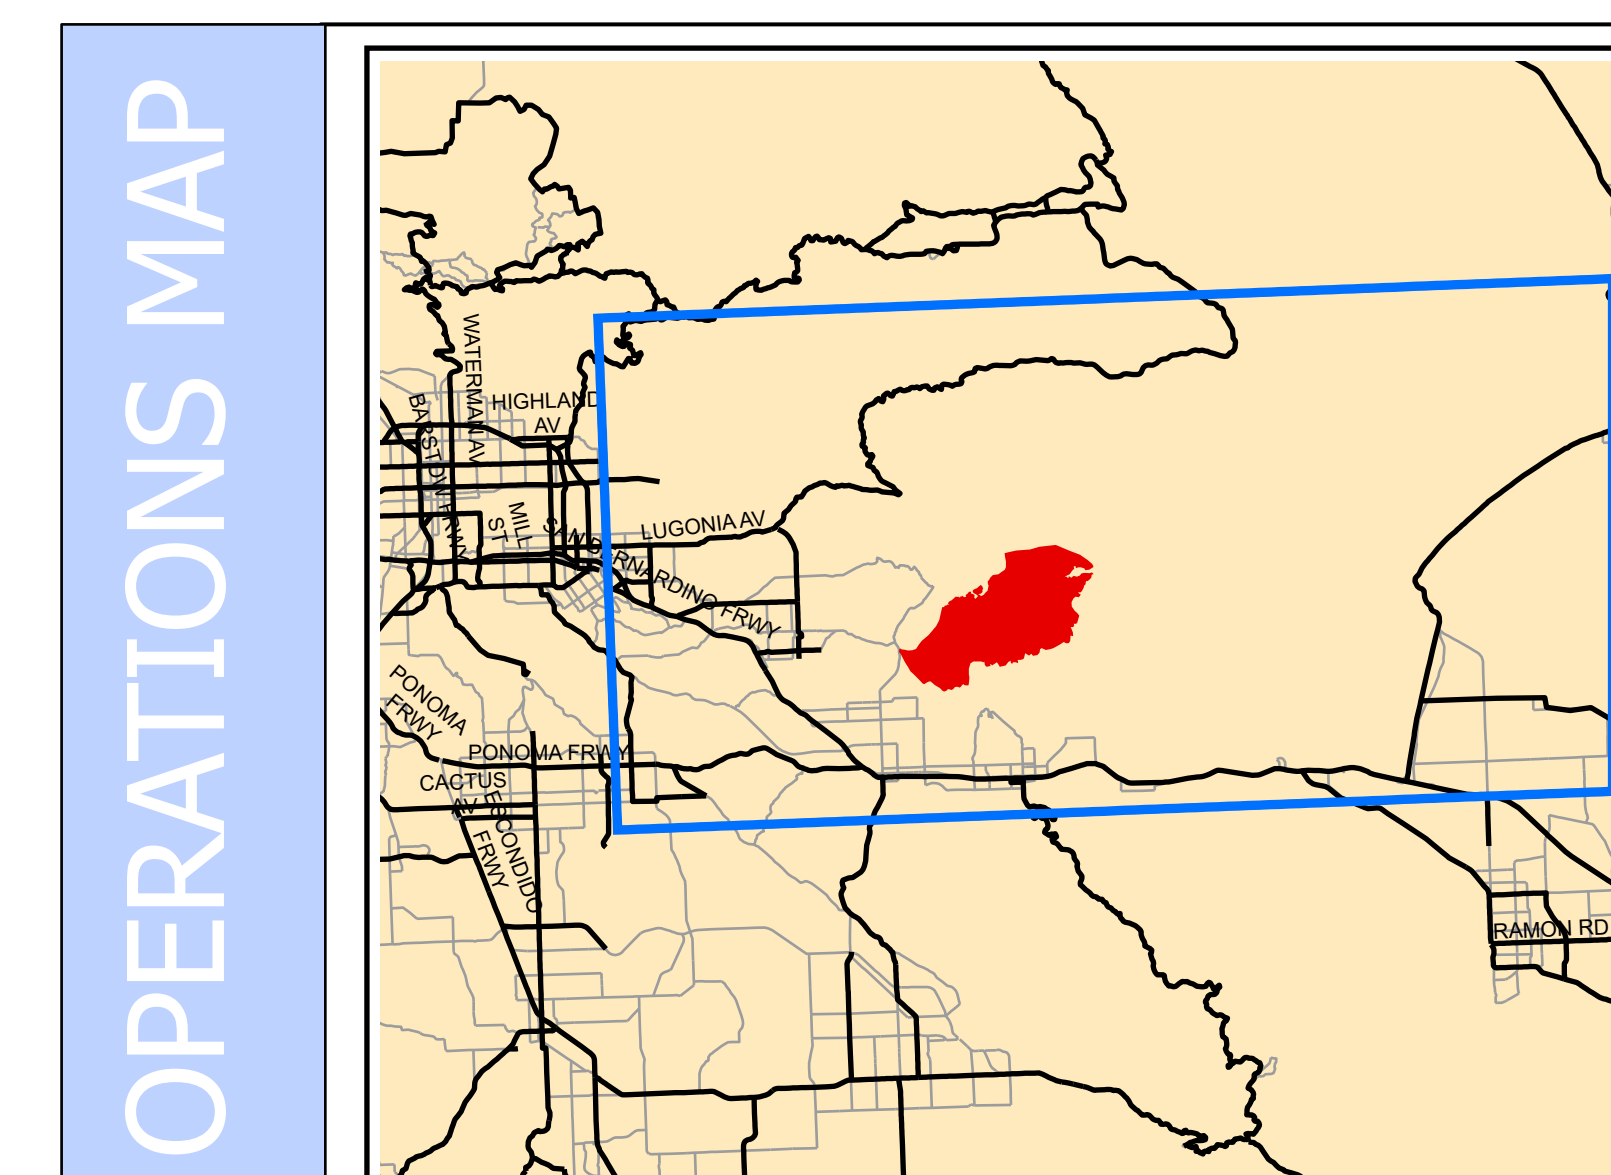 OPERATIONS MAP
WATERMAN AV
HIGHLAND
AV
BARSTOW FRWY
MILL
ST
SAN BERNARDINO FRWY
LUGONIA AV
PONOMA
FRWY
PONOMA FRWY
CACTUS
AV
ESCONDIDO
FRWY
RAMON RD